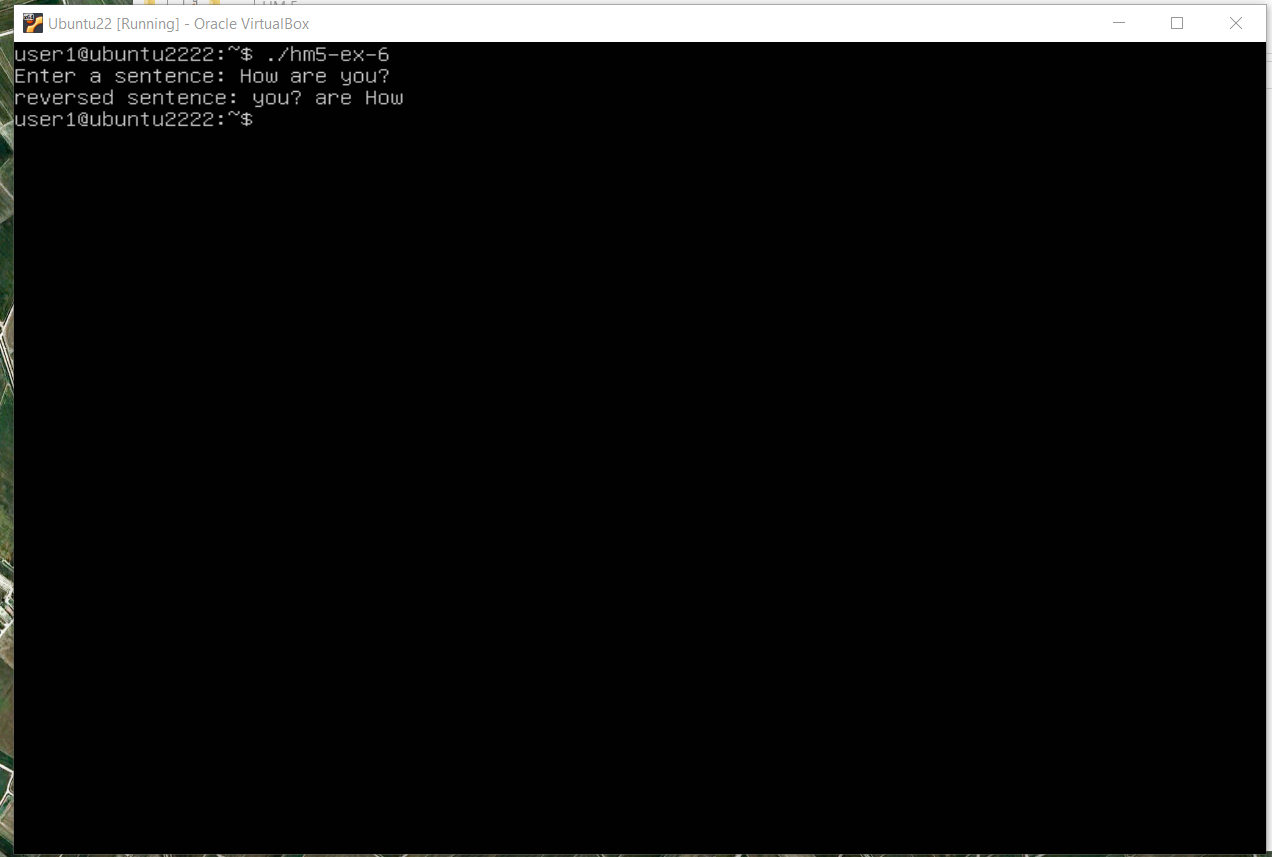 Ubuntu22 [Running] - Oracle VirtualBox
user1@ubuntu2222:~$ ./hm5-ex-6
Enter a sentence: How are you?
reversed sentence: you? are How
user1@ubuntu2222:~$